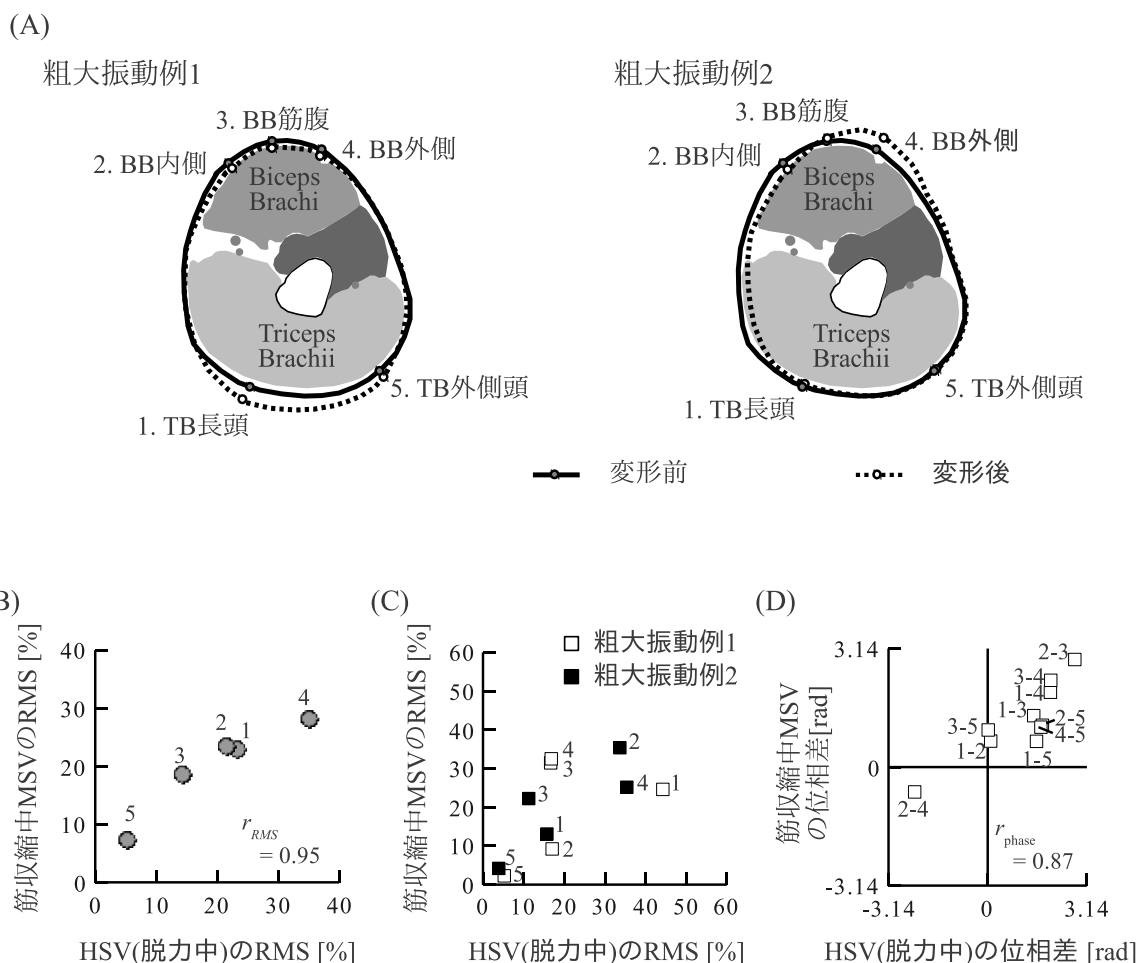 (A)
粗大振動例1
粗大振動例2
3. BB筋腹
2. BB内側
4. BB外側
Biceps
Brachi
Triceps
Brachii
5. TB外側頭
1. TB長頭
3. BB筋腹
2. BB内側
4. BB外側
Biceps
Brachi
Triceps
Brachii
5. TB外側頭
1. TB長頭
変形前
変形後
B)
筋収縮中MSVのRMS [%]
40
30
20
10
0
0 10 20 30 40
5
3
2
1
4
r RMS
= 0.95
HSV(脱力中)のRMS [%]
(C)
筋収縮中MSVのRMS [%]
60
50
40
30
20
10
0
0 10 20 30 40 50 60
粗大振動例1
粗大振動例2
4
3
2
4
1
3
1
2
5
5
HSV(脱力中)のRMS [%]
(D)
筋収縮中MSV
の位相差[rad]
3.14
0
-3.14
-3.14 0 3.14
2-3
3-4
1-4
1-3
2-5
3-5
4-5
1-2
1-5
2-4
r phase
= 0.87
HSV(脱力中)の位相差 [rad]